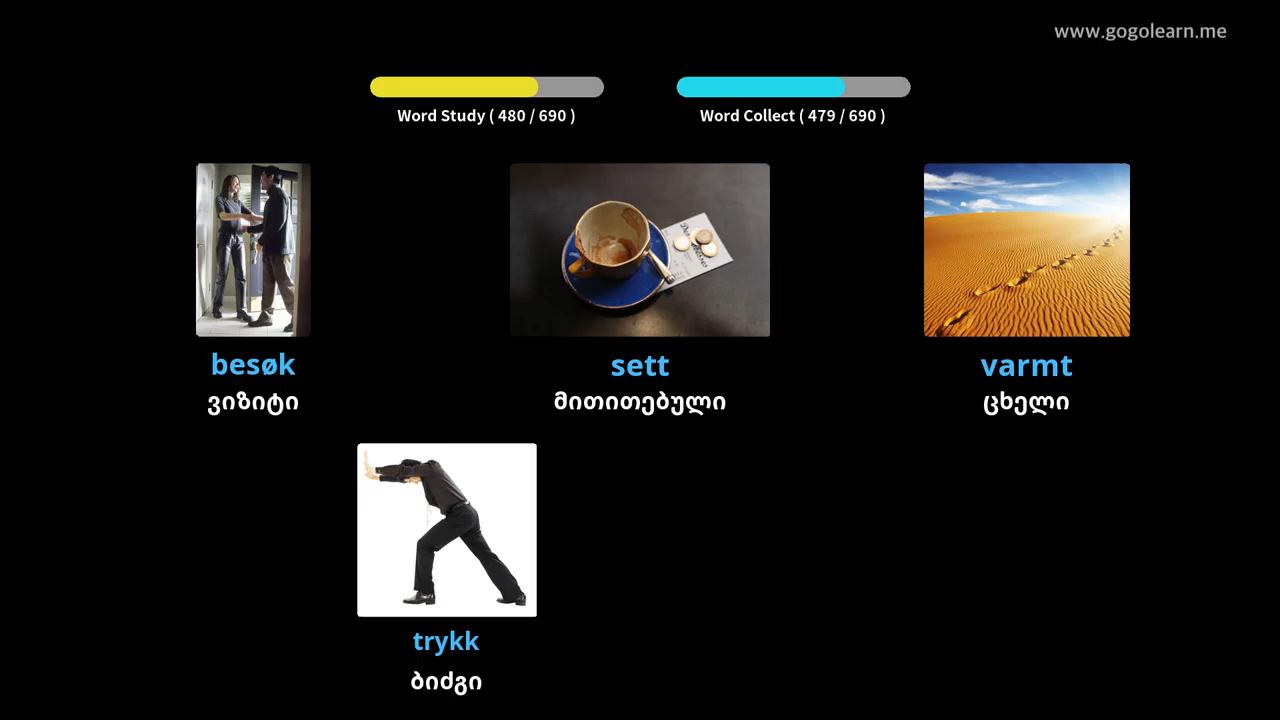 www.gogolearn.me
Word Study ( 480 / 690 )
Word Collect ( 479 / 690 )
besøk
ვიზიტი
sett
მითითებული
varmt
ცხელი
trykk
ბიძგი